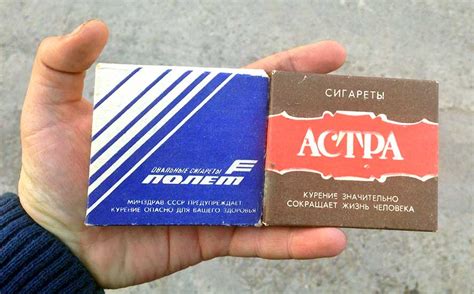 ОВАЛЬНЫЕ СИГАРЕТЫ
ПОЛЕТ
МИНЗДРАВ СССР ПРЕДУПРЕЖДАЕТ:
КУРЕНИЕ ОПАСНО ДЛЯ ВАШЕГО ЗДОРОВЬЯ
СИГАРЕТЫ
АСТРА
КУРЕНИЕ ЗНАЧИТЕЛЬНО
СОКРАЩАЕТ ЖИЗНЬ ЧЕЛОВЕКА